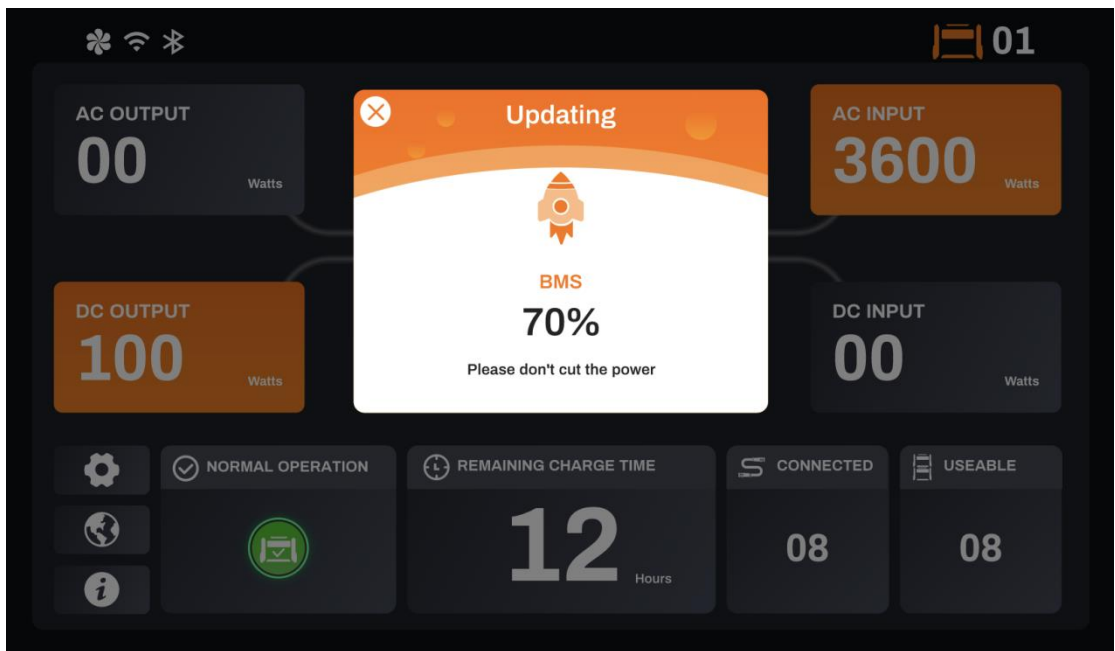 01
AC OUTPUT
00
Watts
Updating
BMS
70%
Please don't cut the power
AC INPUT
3600
Watts
DC OUTPUT
100
Watts
DC INPUT
00
Watts
NORMAL OPERATION
REMAINING CHARGE TIME
12
Hours
CONNECTED
08
USEABLE
08